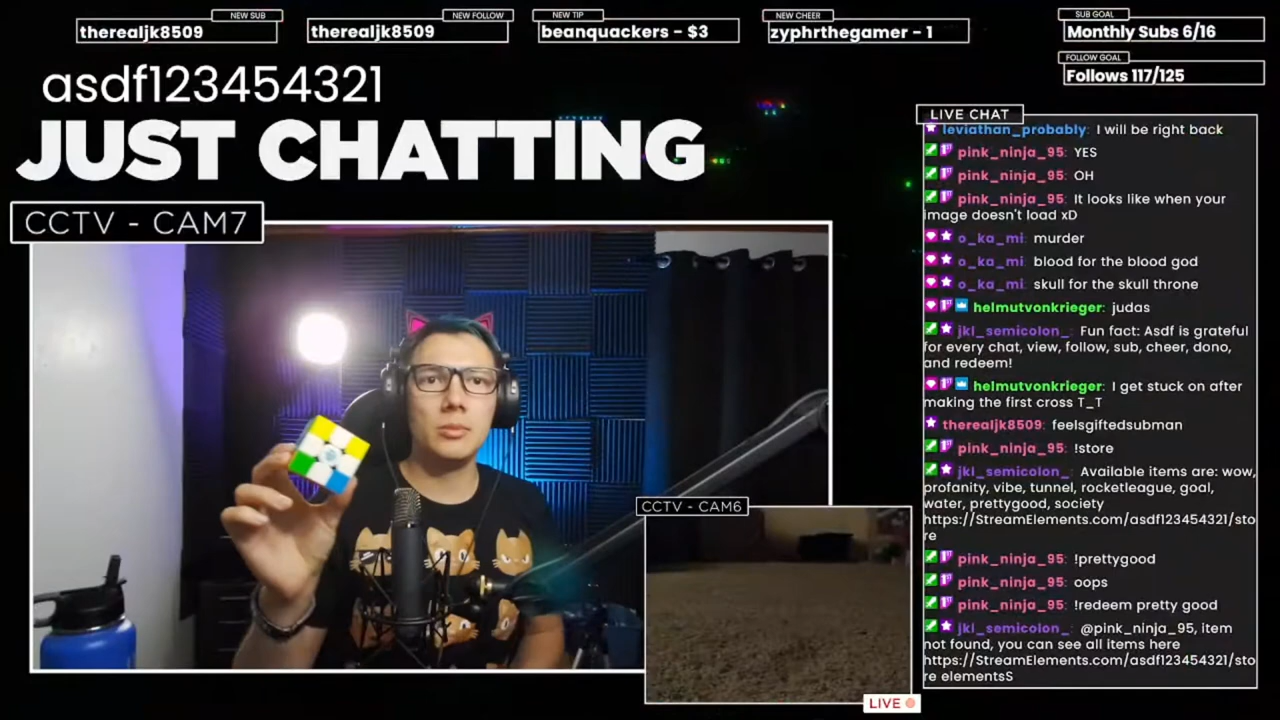 NEW SUB
therealjk8509
NEW FOLLOW
therealjk8509
NEW TIP
beanquackers - $3
NEW CHEER
zyphrthegamer - 1
SUB GOAL
Monthly Subs 6/16
FOLLOW GOAL
Follows 117/125
asdf123454321
JUST CHATTING
CCTV - CAM7
CCTV - CAM6
LIVE
LIVE CHAT
leviathan_probably: I will be right back
pink_ninja_95: YES
pink_ninja_95: OH
pink_ninja_95: It looks like when your
image doesn't load xD
o_ka_mi: murder
o_ka_mi: blood for the blood god
o_ka_mi: skull for the skull throne
helmutvonkrieger: judas
jkl_semicolon_: Fun fact: Asdf is grateful
for every chat, view, follow, sub, cheer, dono,
and redeem!
helmutvonkrieger: I get stuck on after
making the first cross T_T
therealjk8509: feelsgiftedsubman
pink_ninja_95: !store
jkl_semicolon_: Available items are: wow,
profanity, vibe, tunnel, rocketleague, goal,
water, prettygood, society
https://StreamElements.com/asdf123454321/sto
re
pink_ninja_95: !prettygood
pink_ninja_95: oops
pink_ninja_95: !redeem pretty good
jkl_semicolon_: @pink_ninja_95, item
not found, you can see all items here
https://StreamElements.com/asdf123454321/sto
re elementsS